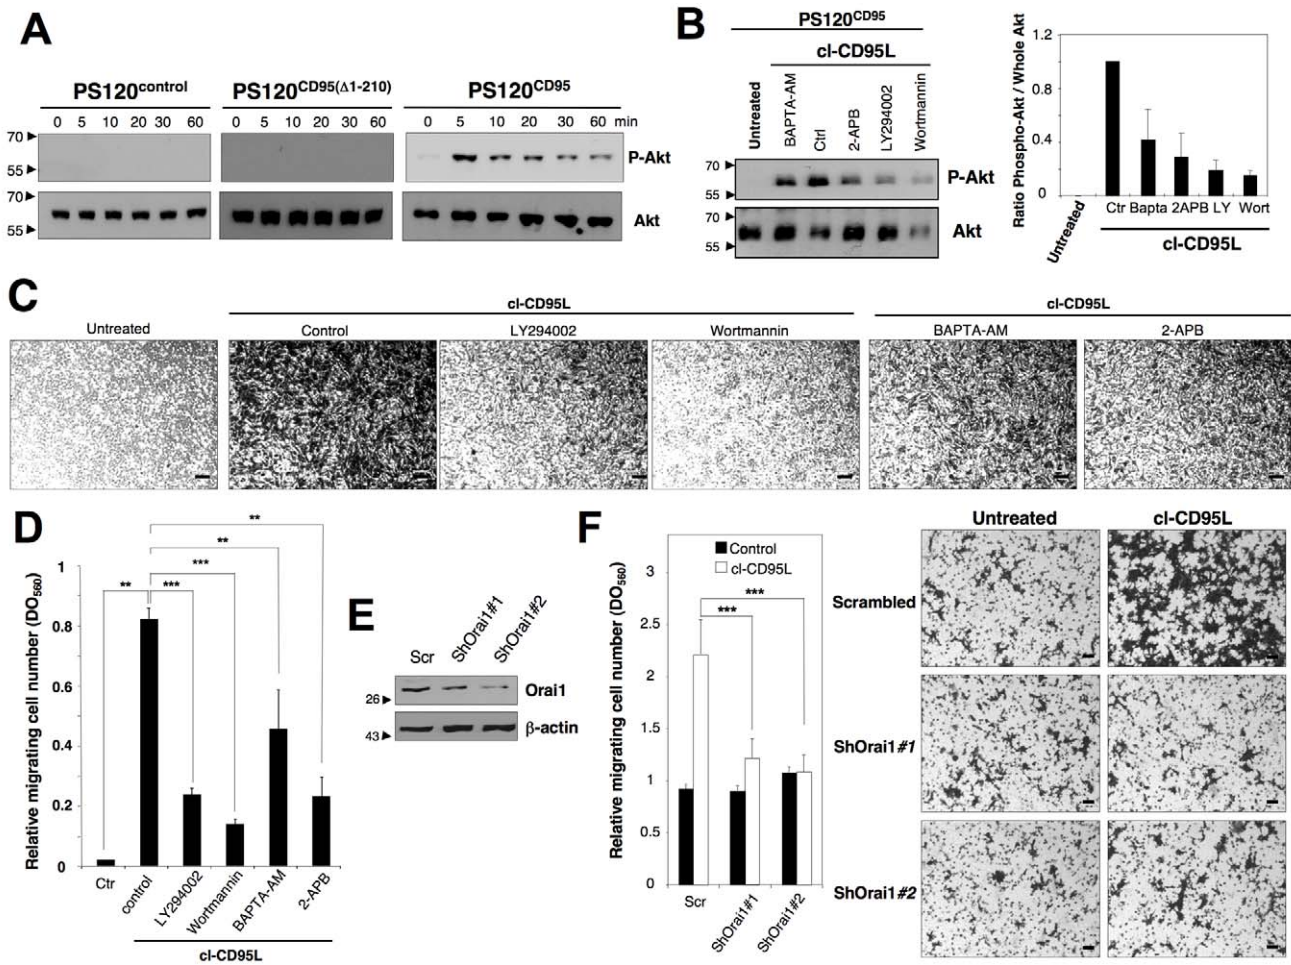 A
PS120control
PS120CD95(Δ1-210)
PS120CD95
0 5 10 20 30 60
0 5 10 20 30 60
0 5 10 20 30 60 min
70
55
P-Akt
70
55
Akt
B
PS120CD95
cl-CD95L
Untreated
BAPTA-AM
Ctrl
2-APB
LY294002
Wortmannin
70
55
P-Akt
70
55
Akt
Ratio Phospho-Akt / Whole Akt
1.2
0.8
0.4
0
Untreated
Ctr Bapta 2APB LY Wort
cl-CD95L
C
cl-CD95L
cl-CD95L
Untreated
Control
LY294002
Wortmannin
BAPTA-AM
2-APB
D
Relative migrating cell number (DO560)
1
0.8
0.6
0.4
0.2
0
**
**
***
** ***
Ctr
control
LY294002
Wortmannin
BAPTA-AM
2-APB
cl-CD95L
E
Scr
ShOrai1#1
ShOrai1#2
26
Orai1
43
β-actin
F
Relative migrating cell number (DO560)
3
2.5
2
1.5
1
0.5
0
Control
cl-CD95L
***
***
Scr
ShOrai1#1
ShOrai1#2
Untreated
cl-CD95L
Scrambled
ShOrai1#1
ShOrai1#2